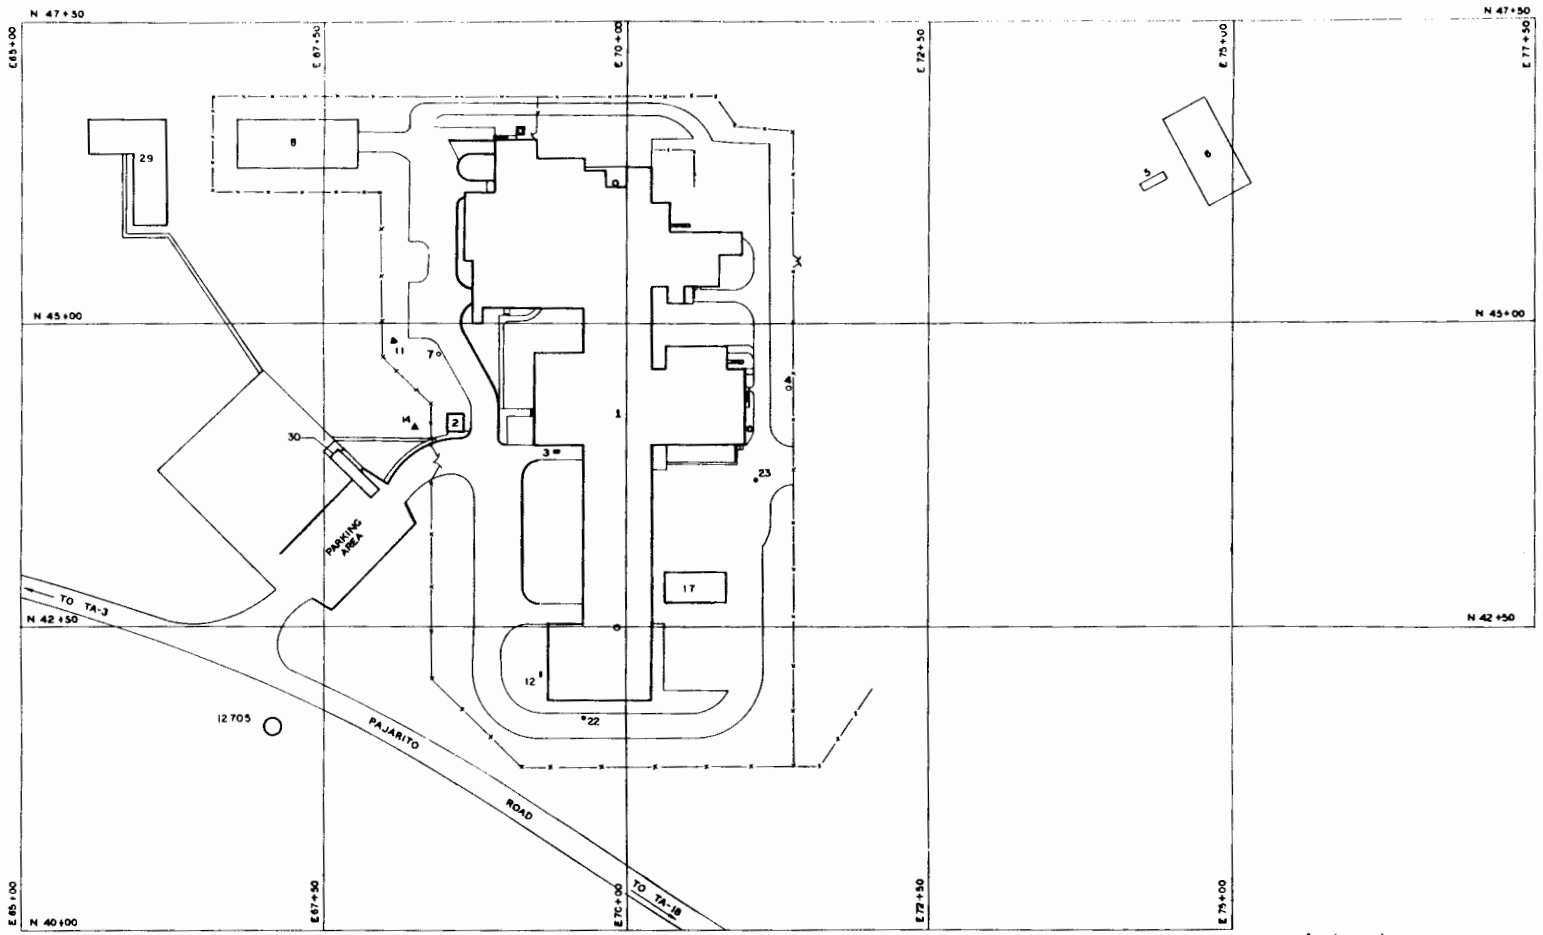 N 47+50
N 47+50
E 65+00
E 67+50
E 70+00
E 72+50
E 75+00
E 77+50
8
29
5
6
N 45+00
N 45+00
11
7
14
2
1
30
3
23
PARKING
AREA
17
TO TA-3
N 42+50
N 42+50
12
12705
22
PAJARITO
ROAD
TO TA-18
E 65+00
E 67+50
E 70+00
E 72+50
E 75+00
N 40+00